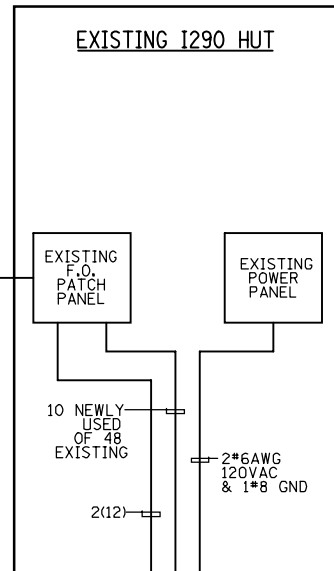 EXISTING I290 HUT
EXISTING
F.O.
PATCH
PANEL
EXISTING
POWER
PANEL
10 NEWLY
USED
OF 48
EXISTING
2#6AWG
120VAC
& 1#8 GND
2(12)